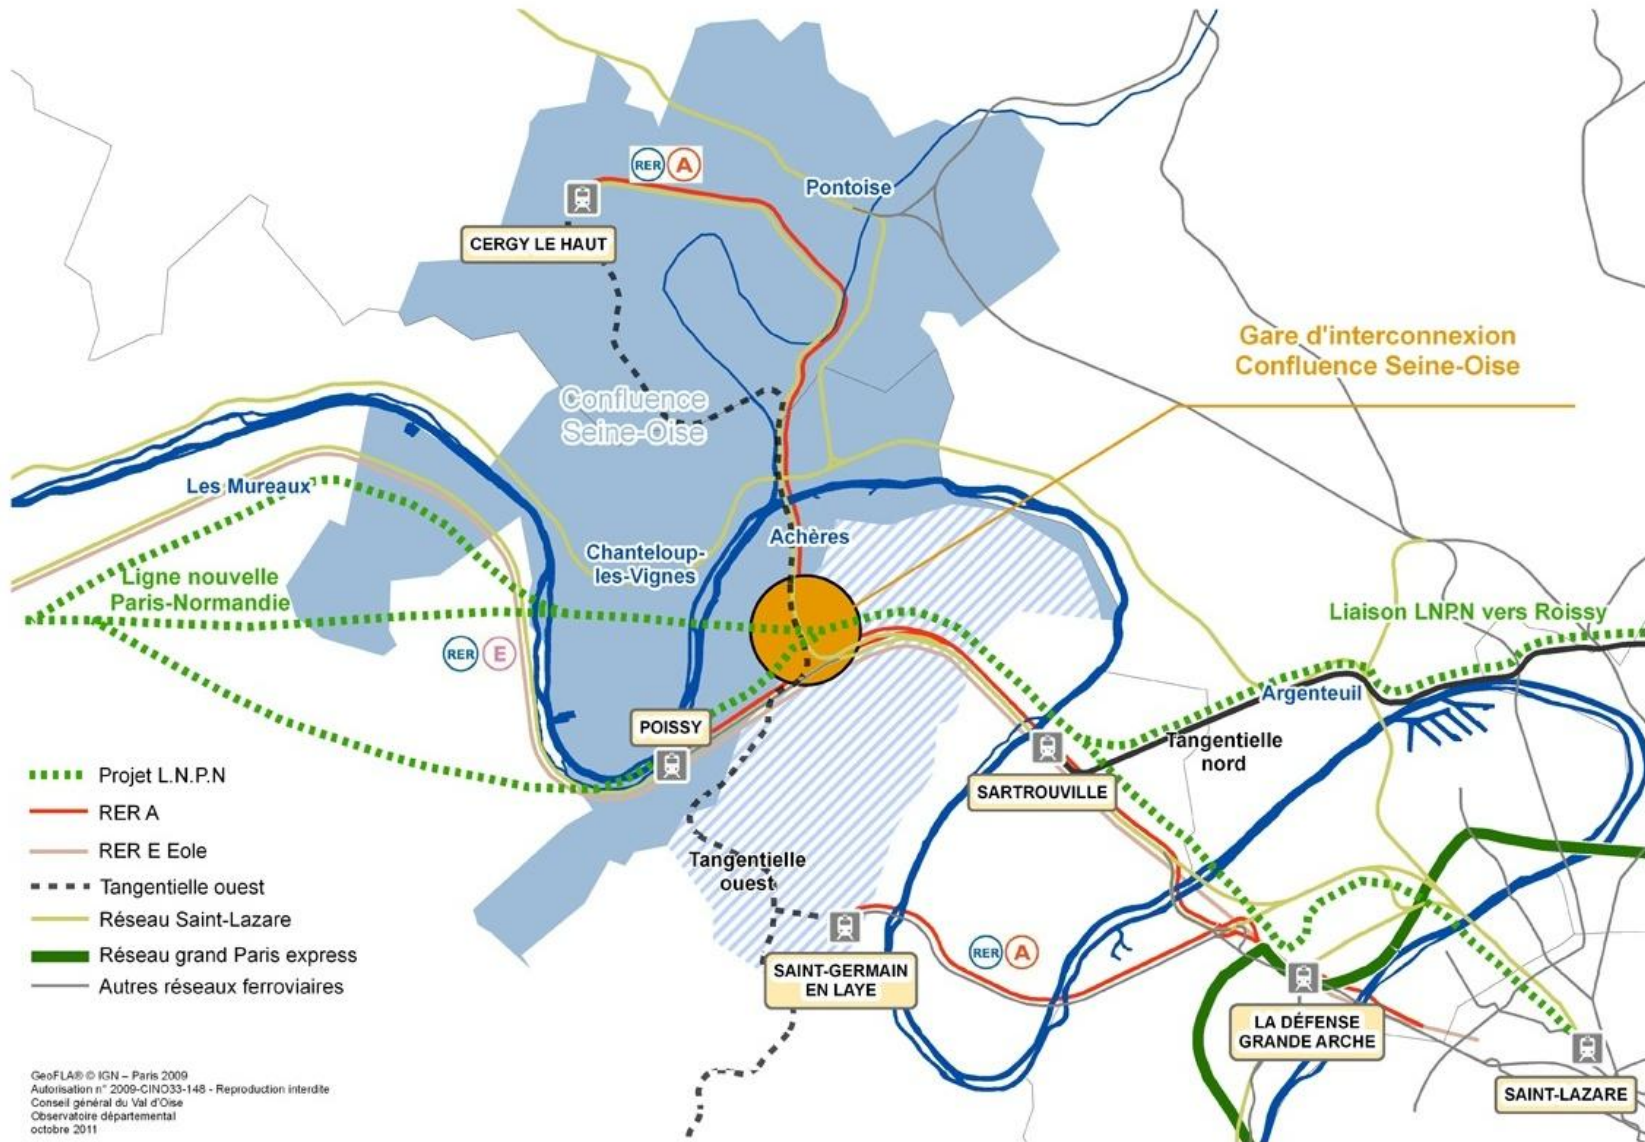 RER A
Pontoise
CERGY LE HAUT
Gare d'interconnexion
Confluence Seine-Oise
Confluence
Seine-Oise
Les Mureaux
Achères
Chanteloup-
les-Vignes
Ligne nouvelle
Paris-Normandie
Liaison LNPN vers Roissy
RER E
Argenteuil
POISSY
Tangentielle
nord
SARTROUVILLE
Projet L.N.P.N
RER A
RER E Eole
Tangentielle ouest
Réseau Saint-Lazare
Réseau grand Paris express
Autres réseaux ferroviaires
Tangentielle
ouest
RER A
SAINT-GERMAIN
EN LAYE
LA DÉFENSE
GRANDE ARCHE
SAINT-LAZARE
GeoFLA® © IGN – Paris 2009
Autorisation n° 2009-CINO33-148 - Reproduction interdite
Conseil général du Val d'Oise
Observatoire départemental
octobre 2011